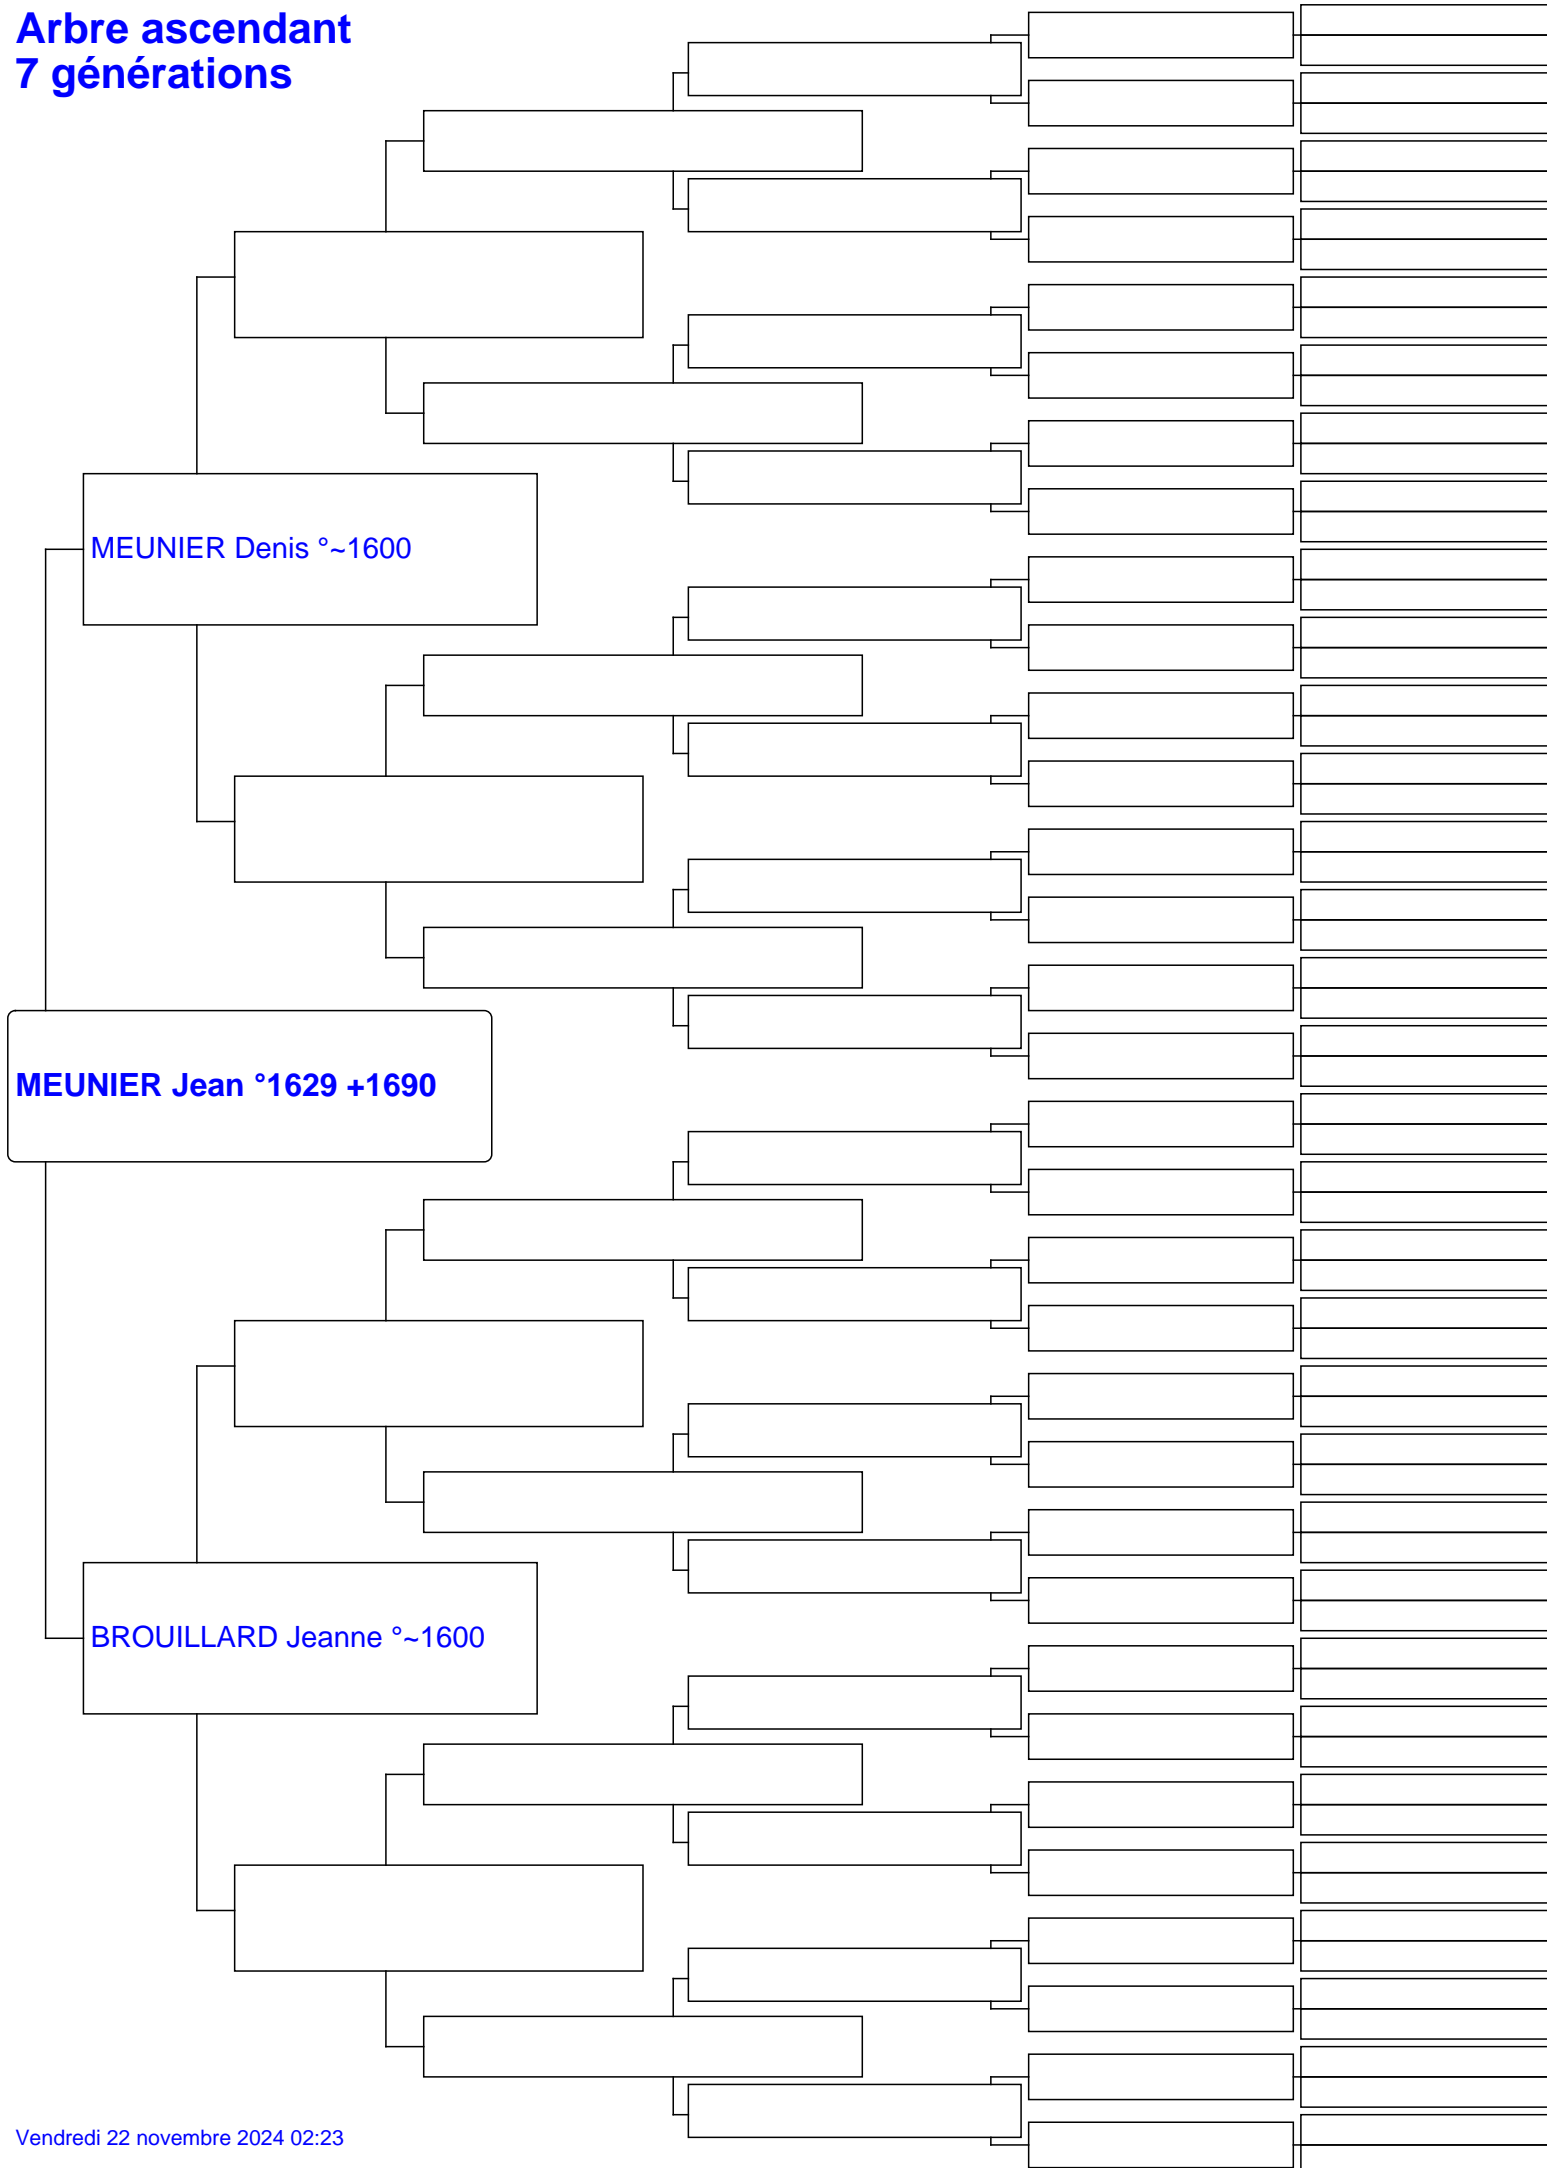 Arbre ascendant
7 générations
MEUNIER Denis °~1600
MEUNIER Jean °1629 +1690
BROUILLARD Jeanne °~1600
Vendredi 22 novembre 2024 02:23